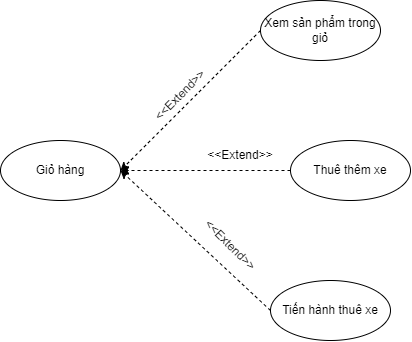 Xem sản phẩm trong
giỏ
<<Extend>>
<<Extend>>
Giỏ hàng
Thuê thêm xe
<<Extend>>
Tiến hành thuê xe